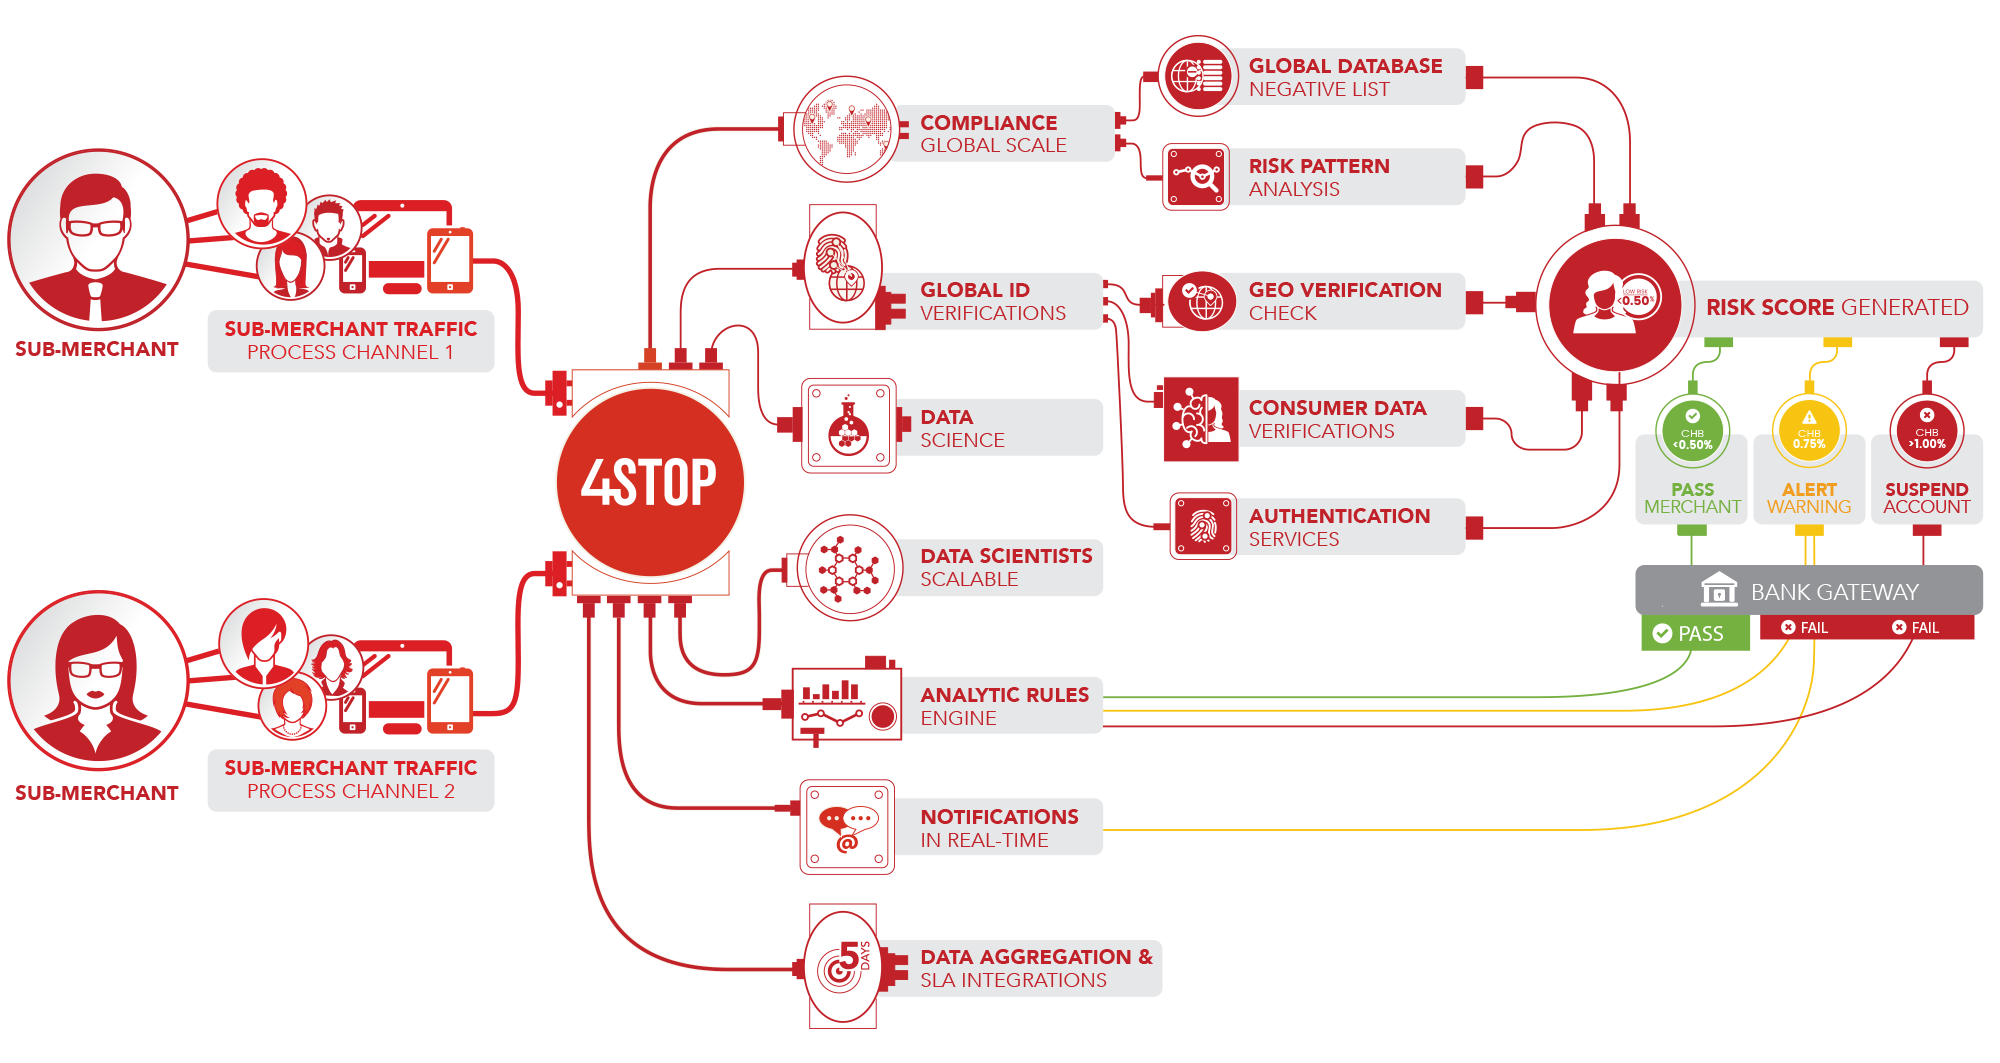 SUB-MERCHANT
SUB-MERCHANT TRAFFIC
PROCESS CHANNEL 1
SUB-MERCHANT
SUB-MERCHANT TRAFFIC
PROCESS CHANNEL 2
4STOP
COMPLIANCE
GLOBAL SCALE
GLOBAL ID
VERIFICATIONS
DATA
SCIENCE
DATA SCIENTISTS
SCALABLE
ANALYTIC RULES
ENGINE
@
NOTIFICATIONS
IN REAL-TIME
5
DAYS
DATA AGGREGATION &
SLA INTEGRATIONS
GLOBAL DATABASE
NEGATIVE LIST
RISK PATTERN
ANALYSIS
GEO VERIFICATION
CHECK
CONSUMER DATA
VERIFICATIONS
AUTHENTICATION
SERVICES
LOW RISK
<0.50%
RISK SCORE GENERATED
CHB
<0.50%
PASS
MERCHANT
CHB
0.75%
ALERT
WARNING
CHB
>1.00%
SUSPEND
ACCOUNT
BANK GATEWAY
PASS
FAIL
FAIL